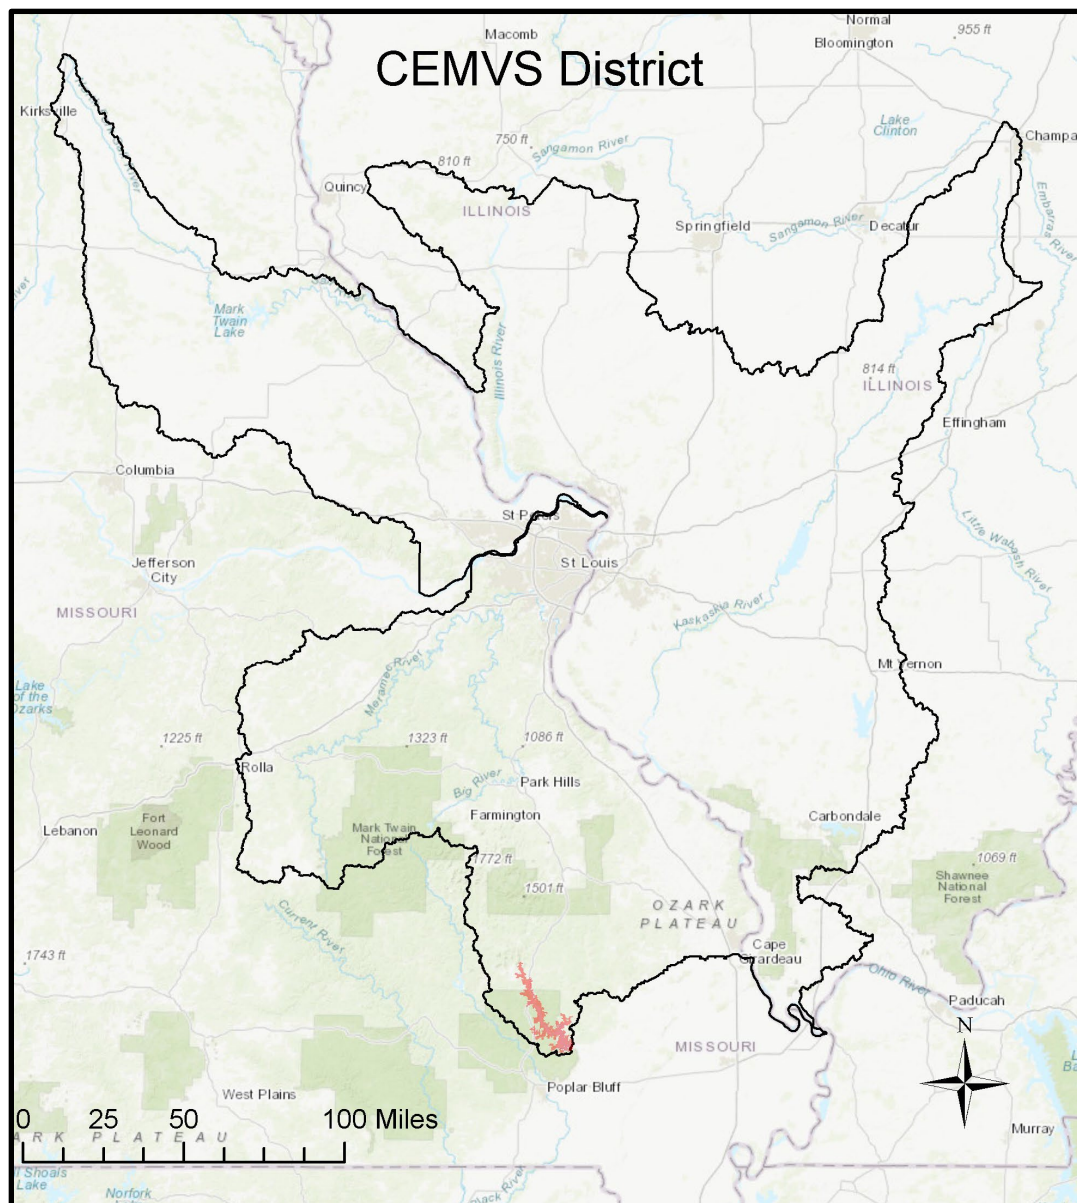 Macomb
Normal
Bloomington
955 ft
CEMVS District
Kirksville
Lake
Clinton
750 ft
Sangamon River
Champa
810 ft
Quincy
ILLINOIS
Embarras River
Springfield
Sangamon River
Decatur
Mark
Twain
Lake
Illinois River
814 ft
ILLINOIS
Effingham
Columbia
St Peters
Little Wabash River
Jefferson
City
St Louis
MISSOURI
Kaskaskia River
Meramec River
Mt Vernon
Lake
of the
Ozarks
1225 ft
1323 ft
1086 ft
Rolla
Big River
Park Hills
Fort
Leonard
Wood
Lebanon
Mark Twain
National
Forest
Farmington
Carbondale
1772 ft
1069 ft
Shawnee
National
Forest
1501 ft
OZARK
PLATEAU
Current River
1743 ft
Cape
Girardeau
Ohio River
Paducah
N
MISSOURI
Poplar Bluff
West Plains
0 25 50 100 Miles
ARK PLATEAU
Murray
Shoals
Lake
Norfork
Black River